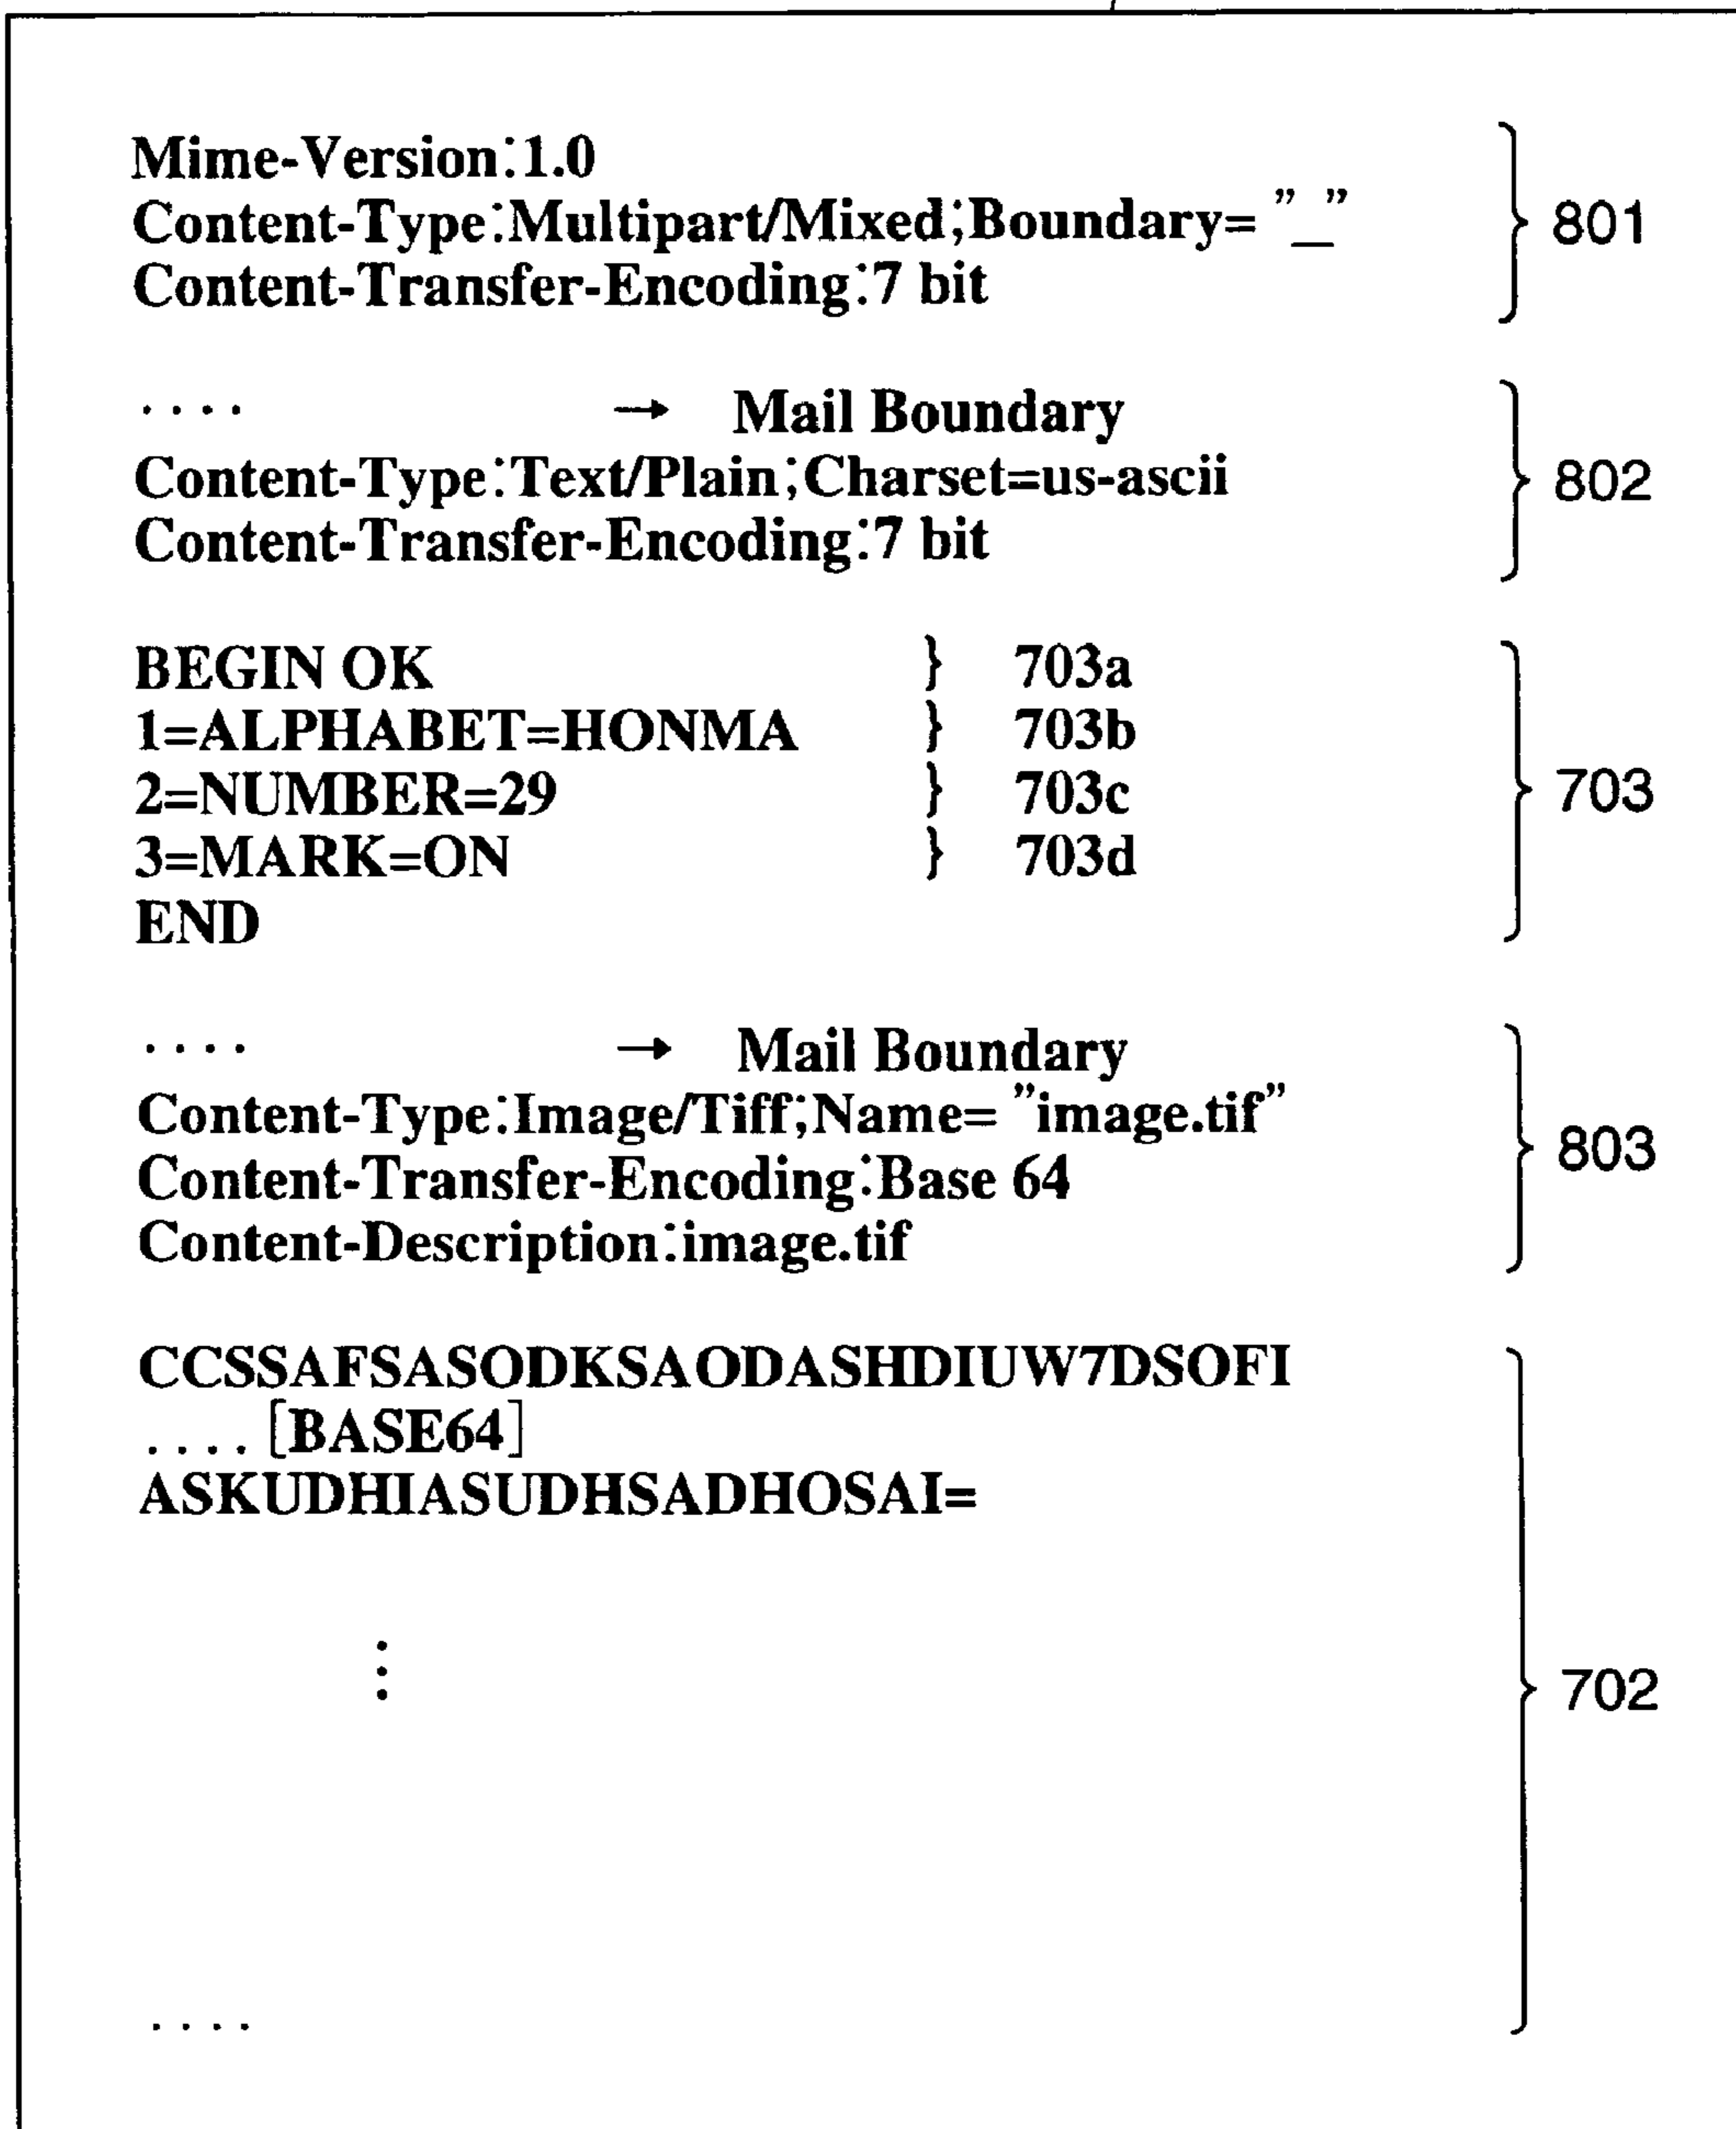 Mime-Version:1.0
Content-Type:Multipart/Mixed;Boundary= ”_”
Content-Transfer-Encoding:7 bit
801
. . . . → Mail Boundary
Content-Type:Text/Plain;Charset=us-ascii
Content-Transfer-Encoding:7 bit
802
BEGIN OK } 703a
1=ALPHABET=HONMA } 703b
2=NUMBER=29 } 703c
3=MARK=ON } 703d
END
703
. . . . → Mail Boundary
Content-Type:Image/Tiff;Name= ”image.tif”
Content-Transfer-Encoding:Base 64
Content-Description:image.tif
803
CCSSAFSASODKSAODASHDIUW7DSOFI
. . . . [BASE64]
ASKUDHIASUDHSADHOSAI=
702
. . . .